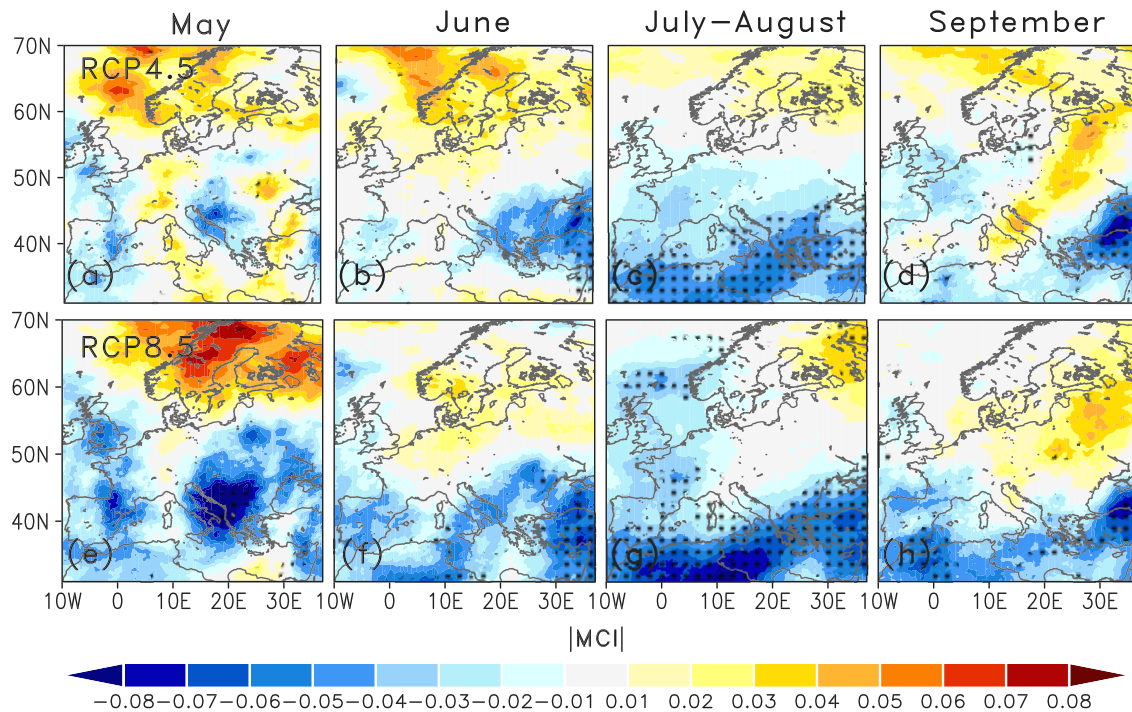 May June July−August September
70N
RCP4.5
60N
50N
40N
(a) (b) (c) (d)
70N
RCP8.5
60N
50N
40N
(e) (f) (g) (h)
10W 0 10E 20E 30E 10W 0 10E 20E 30E 10W 0 10E 20E 30E 10W 0 10E 20E 30E
|MCI|
−0.08 −0.07 −0.06 −0.05 −0.04 −0.03 −0.02 −0.01 0.01 0.02 0.03 0.04 0.05 0.06 0.07 0.08